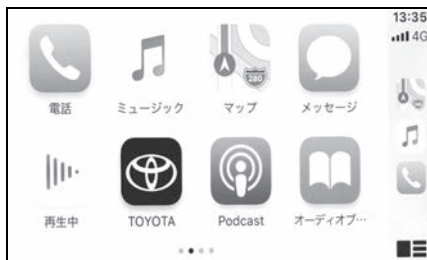 13:35
4G
280
電話
ミュージック
マップ
メッセージ
再生中
TOYOTA
Podcast
オーディオブ…